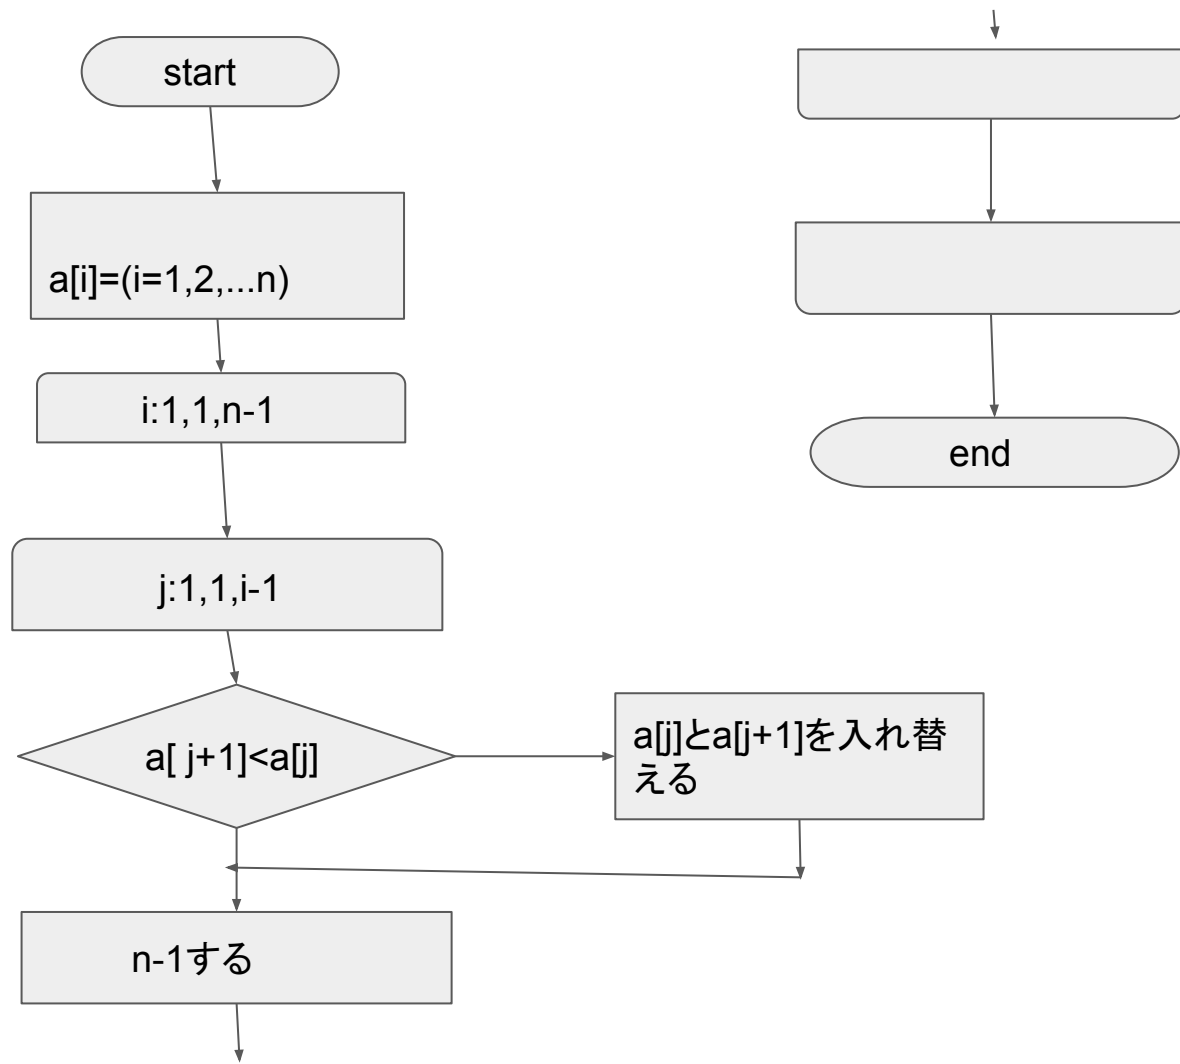 start
a[i]=(i=1,2,...n)
i:1,1,n-1
j:1,1,i-1
a[ j+1]<a[j]
a[j]とa[j+1]を入れ替
える
n-1する
end